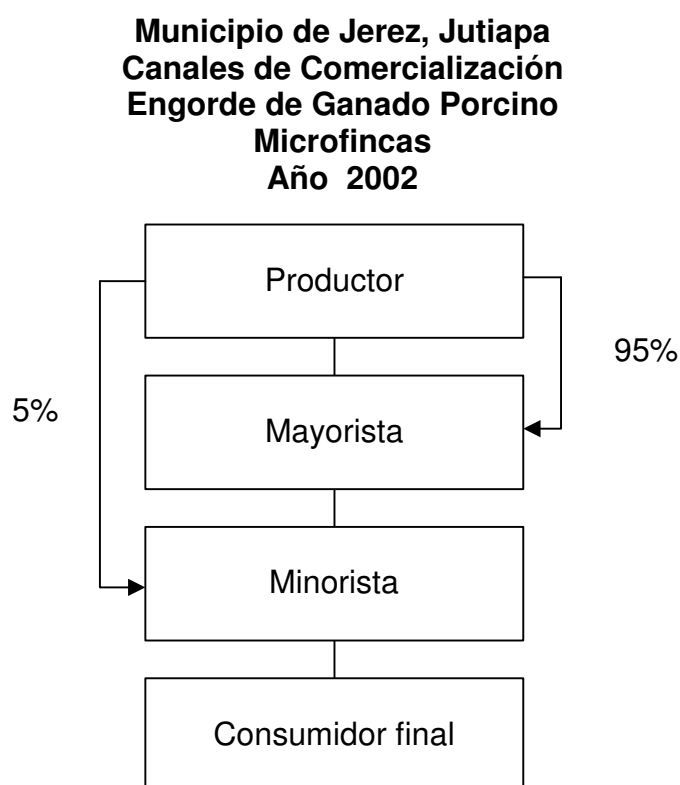 Municipio de Jerez, Jutiapa
Canales de Comercialización
Engorde de Ganado Porcino
Microfincas
Año 2002
Productor
95%
5%
Mayorista
Minorista
Consumidor final